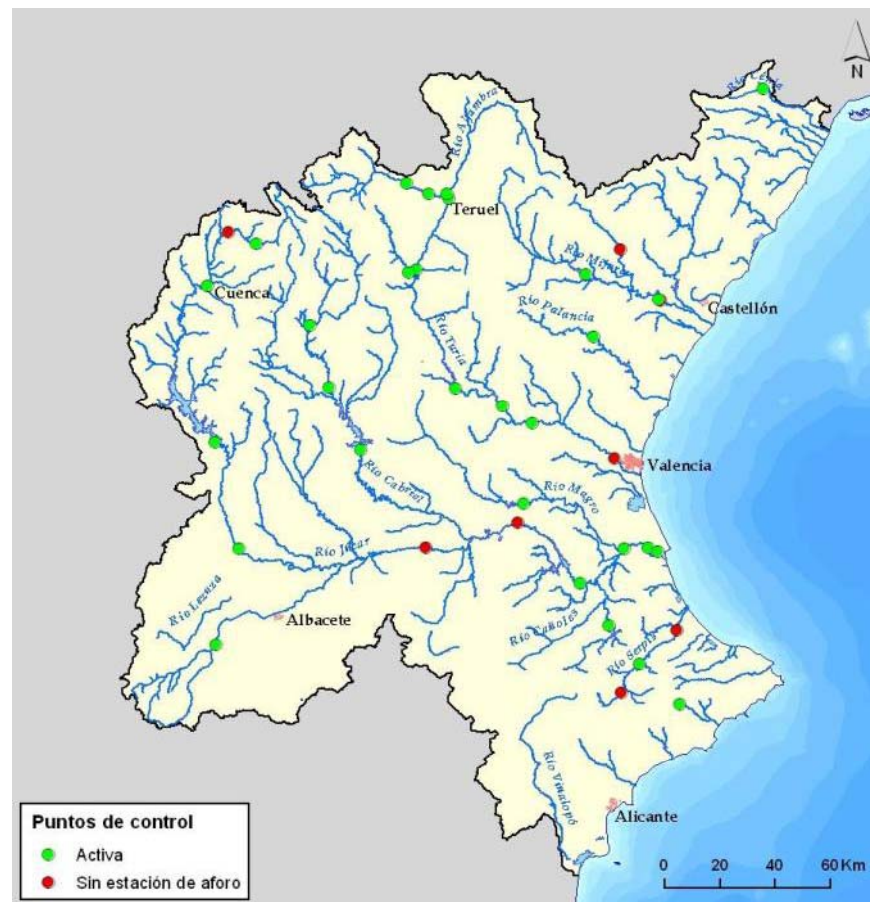 N
Río Cenia
Río Alfambra
Teruel
Cuenca
Río Mijares
Castellón
Río Palancia
Río Turia
Valencia
Río Cabriel
Río Magro
Río Júcar
Río Lezuza
Albacete
Río Cañoles
Río Serpis
Río Vinalopó
Alicante
Puntos de control
Activa
Sin estación de aforo
0 20 40 60 Km